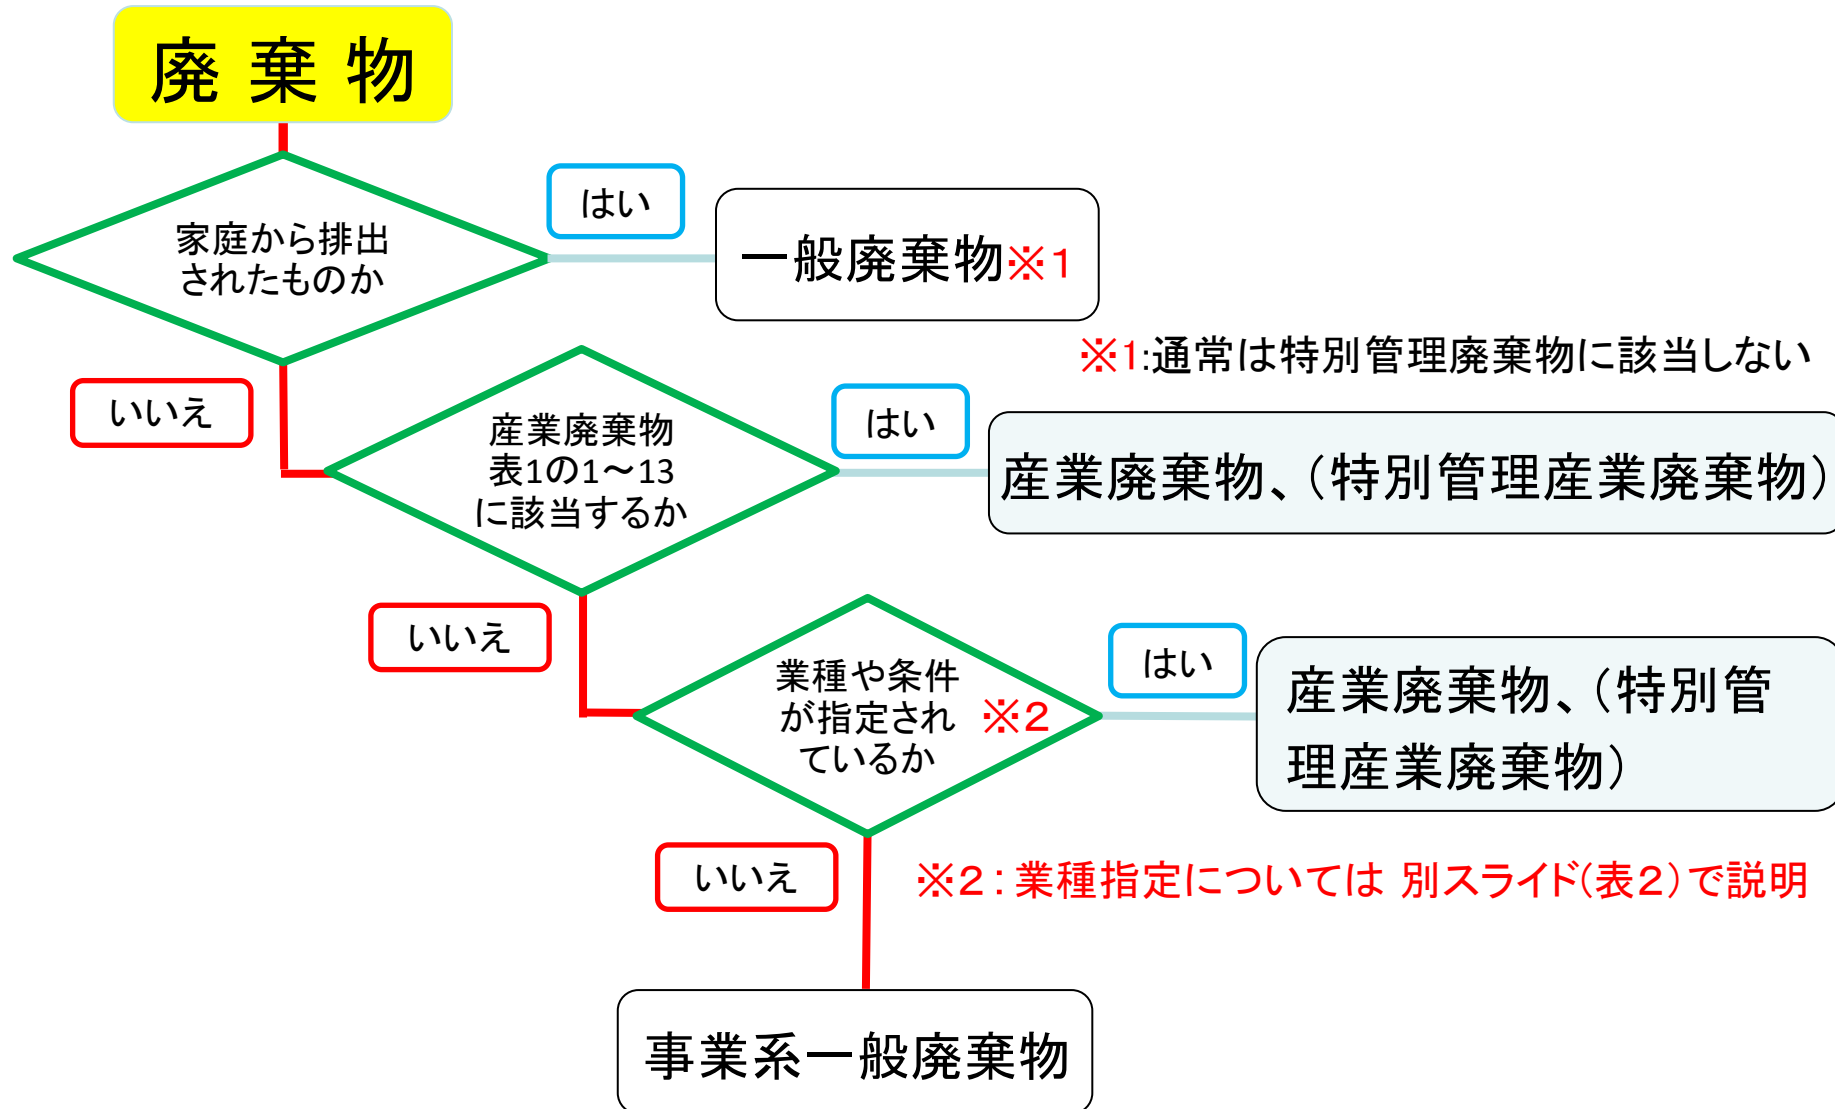 廃 棄 物
家庭から排出
されたものか
はい
一般廃棄物※1
※1:通常は特別管理廃棄物に該当しない
いいえ
産業廃棄物
表1の1～13
に該当するか
はい
産業廃棄物、（特別管理産業廃棄物）
いいえ
業種や条件
が指定され
ているか
※2
はい
産業廃棄物、（特別管
理産業廃棄物）
いいえ
※2：業種指定については 別スライド（表2）で説明
事業系一般廃棄物